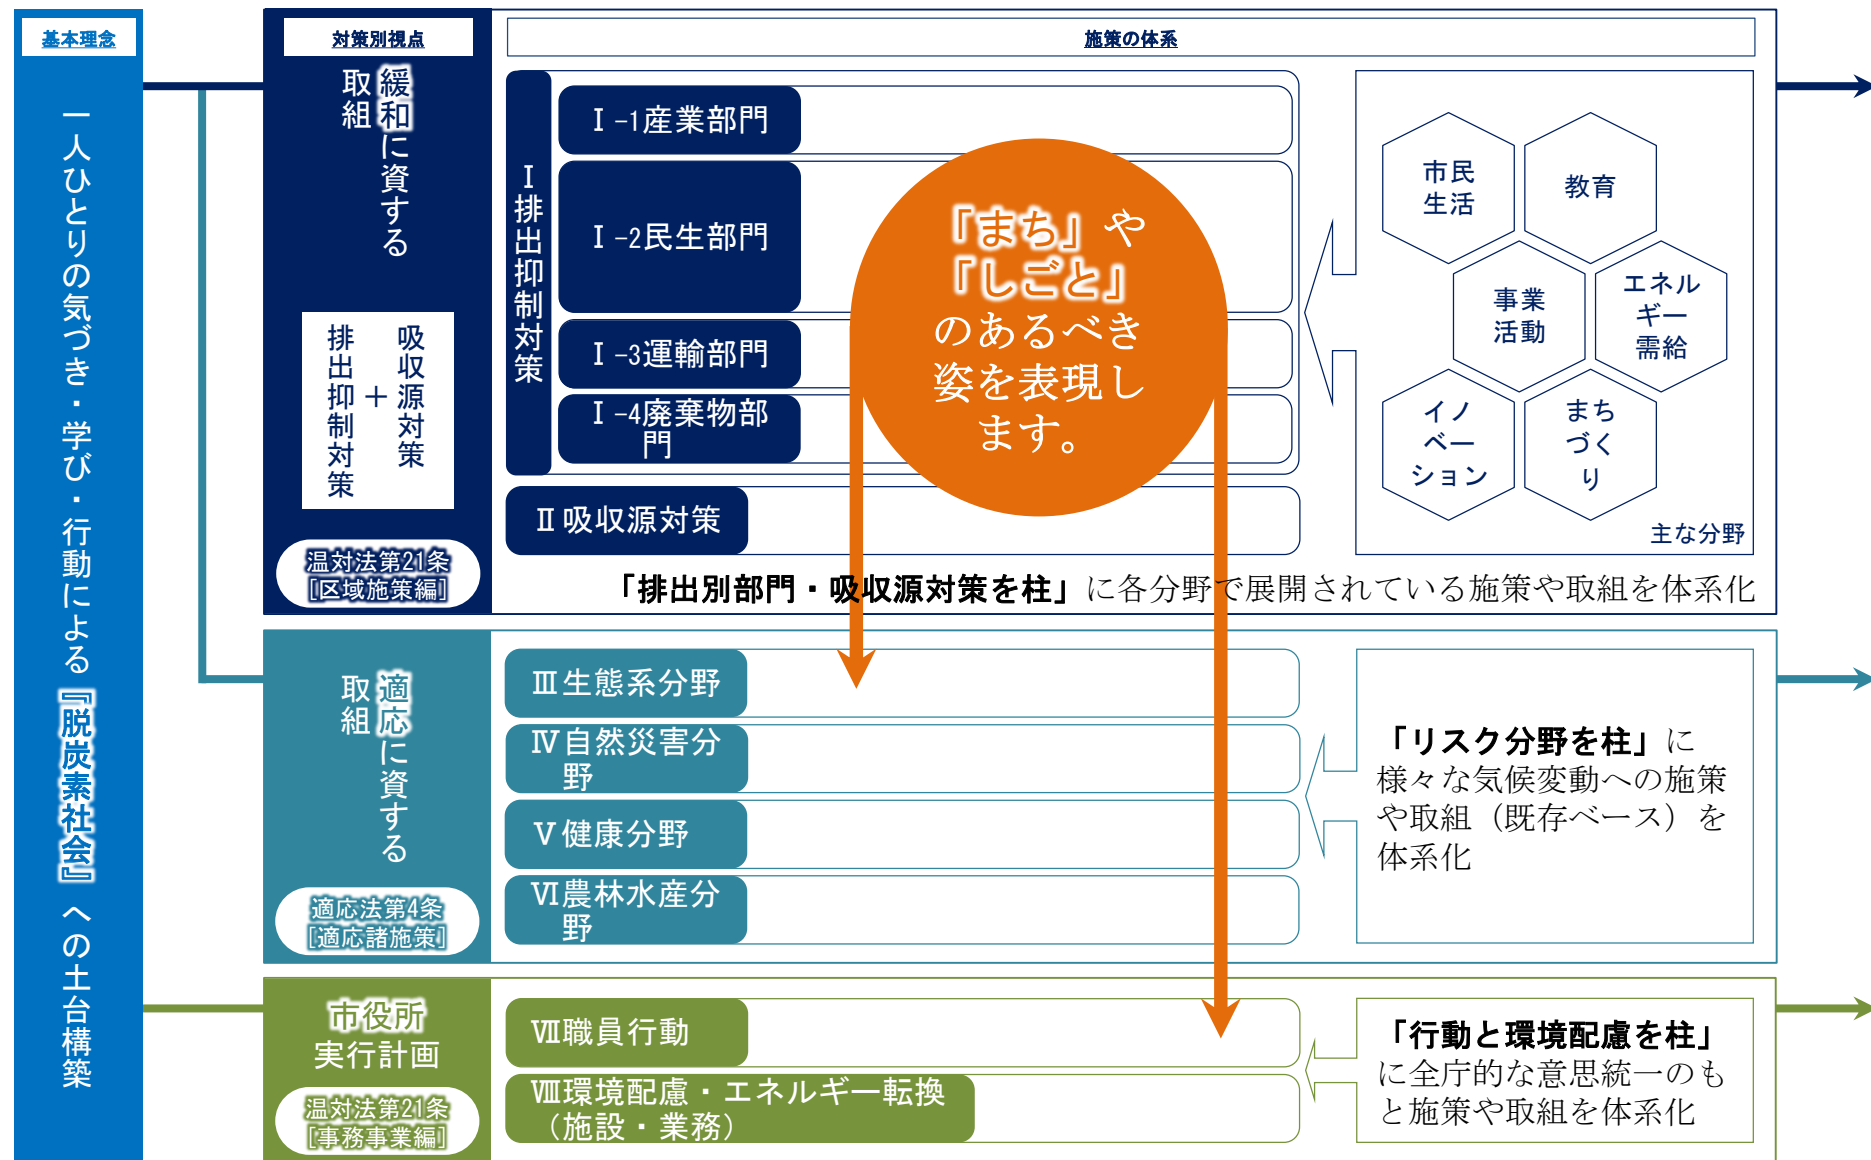 基本理念
一人ひとりの気づき・学び・行動による『脱炭素社会』への土台構築
対策別視点
施策の体系
緩和に資する
取組
吸収源対策
＋
排出抑制対策
温対法第21条
[区域施策編]
Ⅰ排出抑制対策
Ⅰ-1産業部門
Ⅰ-2民生部門
Ⅰ-3運輸部門
Ⅰ-4廃棄物部
門
Ⅱ吸収源対策
「まち」や
「しごと」
のあるべき
姿を表現し
ます。
市民
生活
教育
事業
活動
エネル
ギー
需給
イノ
ベー
ション
まち
づく
り
主な分野
「排出別部門・吸収源対策を柱」に各分野で展開されている施策や取組を体系化
適応に資する
取組
適応法第4条
[適応諸施策]
Ⅲ生態系分野
Ⅳ自然災害分
野
Ⅴ健康分野
Ⅵ農林水産分
野
「リスク分野を柱」に
様々な気候変動への施策
や取組（既存ベース）を
体系化
市役所
実行計画
温対法第21条
[事務事業編]
Ⅶ職員行動
Ⅷ環境配慮・エネルギー転換
（施設・業務）
「行動と環境配慮を柱」
に全庁的な意思統一のも
と施策や取組を体系化